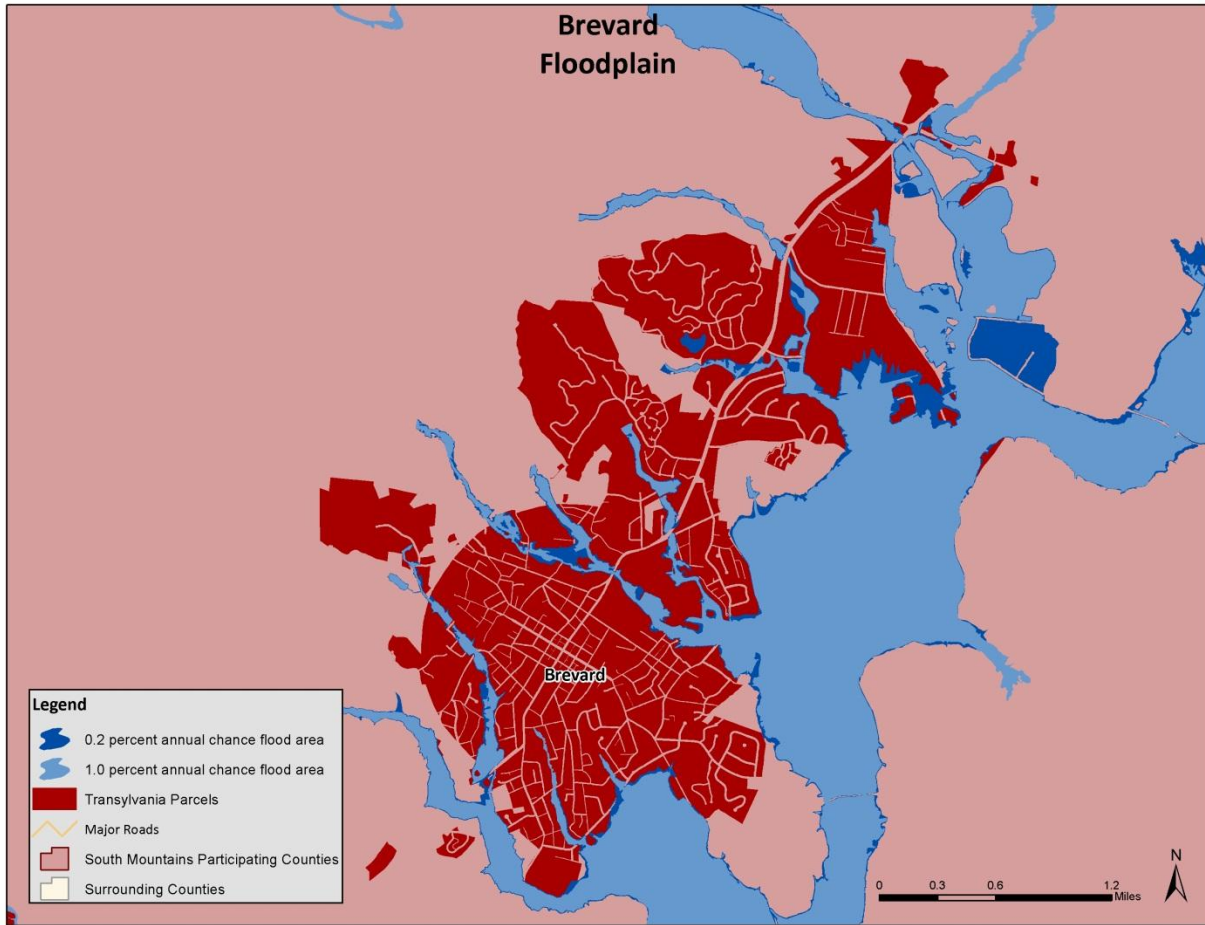 Brevard
Floodplain
Brevard
Legend
0.2 percent annual chance flood area
1.0 percent annual chance flood area
Transylvania Parcels
Major Roads
South Mountains Participating Counties
Surrounding Counties
N
0 0.3 0.6 1.2
Miles